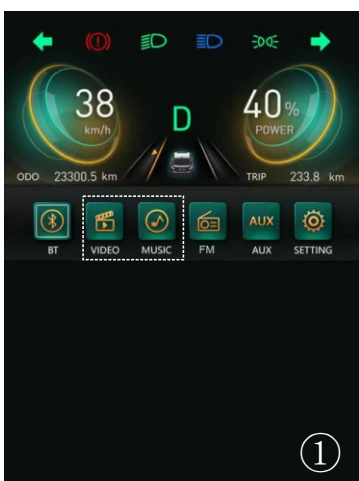 38
km/h
D
40%
POWER
ODO 23300.5 km
TRIP 233.8 km
BT
VIDEO
MUSIC
FM
AUX
AUX
SETTING
①